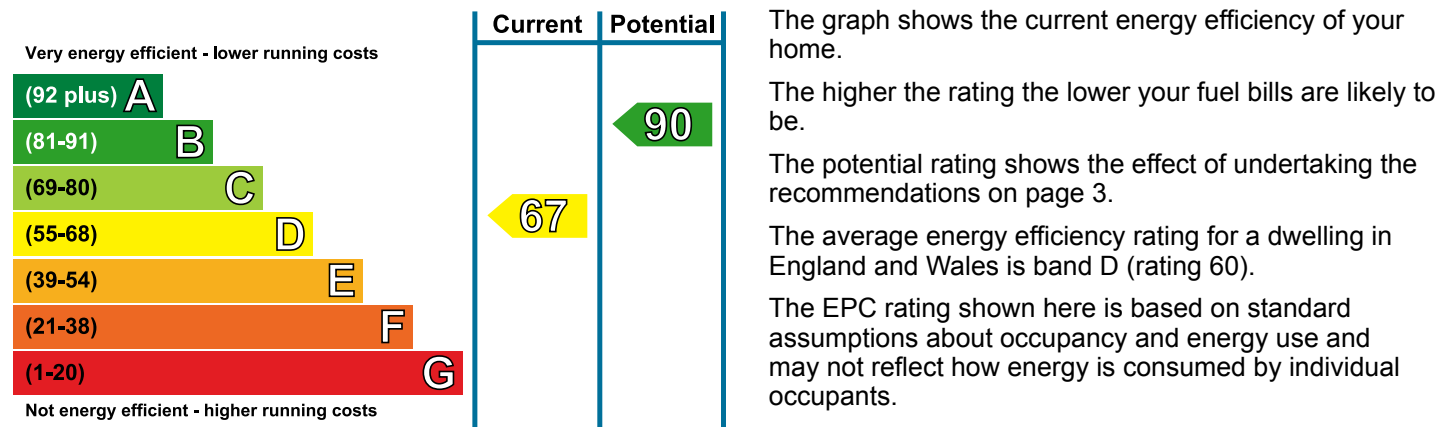 Current Potential
Very energy efficient - lower running costs
(92 plus) A
(81-91) B
(69-80) C
(55-68) D
(39-54) E
(21-38) F
(1-20) G
Not energy efficient - higher running costs
67
90
The graph shows the current energy efficiency of your
home.
The higher the rating the lower your fuel bills are likely to
be.
The potential rating shows the effect of undertaking the
recommendations on page 3.
The average energy efficiency rating for a dwelling in
England and Wales is band D (rating 60).
The EPC rating shown here is based on standard
assumptions about occupancy and energy use and
may not reflect how energy is consumed by individual
occupants.